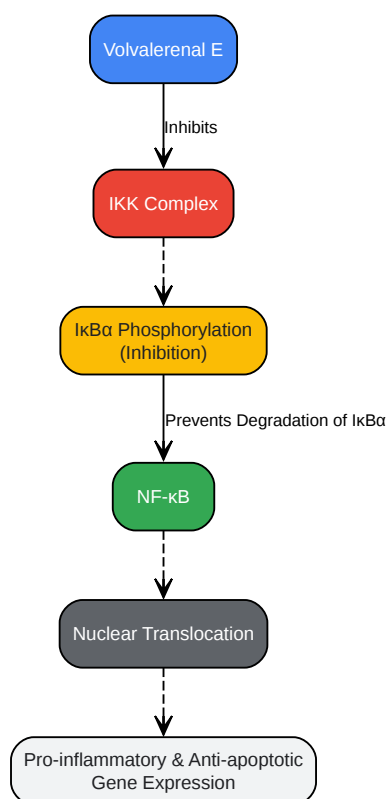 Volvalerenal E
Inhibits
IKK Complex
IκBα Phosphorylation
(Inhibition)
Prevents Degradation of IκBα
NF-κB
Nuclear Translocation
Pro-inflammatory & Anti-apoptotic
Gene Expression